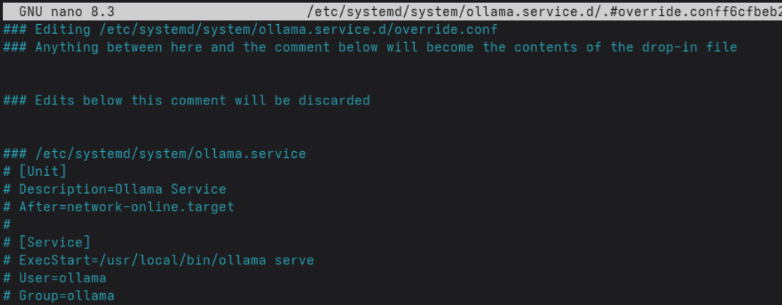 GNU nano 8.3 /etc/systemd/system/ollama.service.d/.#override.conff6cfbeb2
### Editing /etc/systemd/system/ollama.service.d/override.conf
### Anything between here and the comment below will become the contents of the drop-in file
### Edits below this comment will be discarded
### /etc/systemd/system/ollama.service
# [Unit]
# Description=Ollama Service
# After=network-online.target
#
# [Service]
# ExecStart=/usr/local/bin/ollama serve
# User=ollama
# Group=ollama